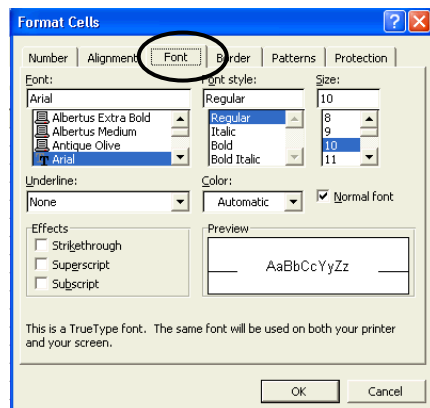 Format Cells
Number Alignment Font Border Patterns Protection
Font: Font style: Size:
Arial Regular 10
Albertus Extra Bold Regular 8
Albertus Medium Italic 9
Antique Olive Bold 10
Arial Bold Italic 11
Underline: Color:
None Automatic Normal font
Effects Preview
Strikethrough
Superscript AaBbCcYyZz
Subscript
This is a TrueType font. The same font will be used on both your printer
and your screen.
OK Cancel